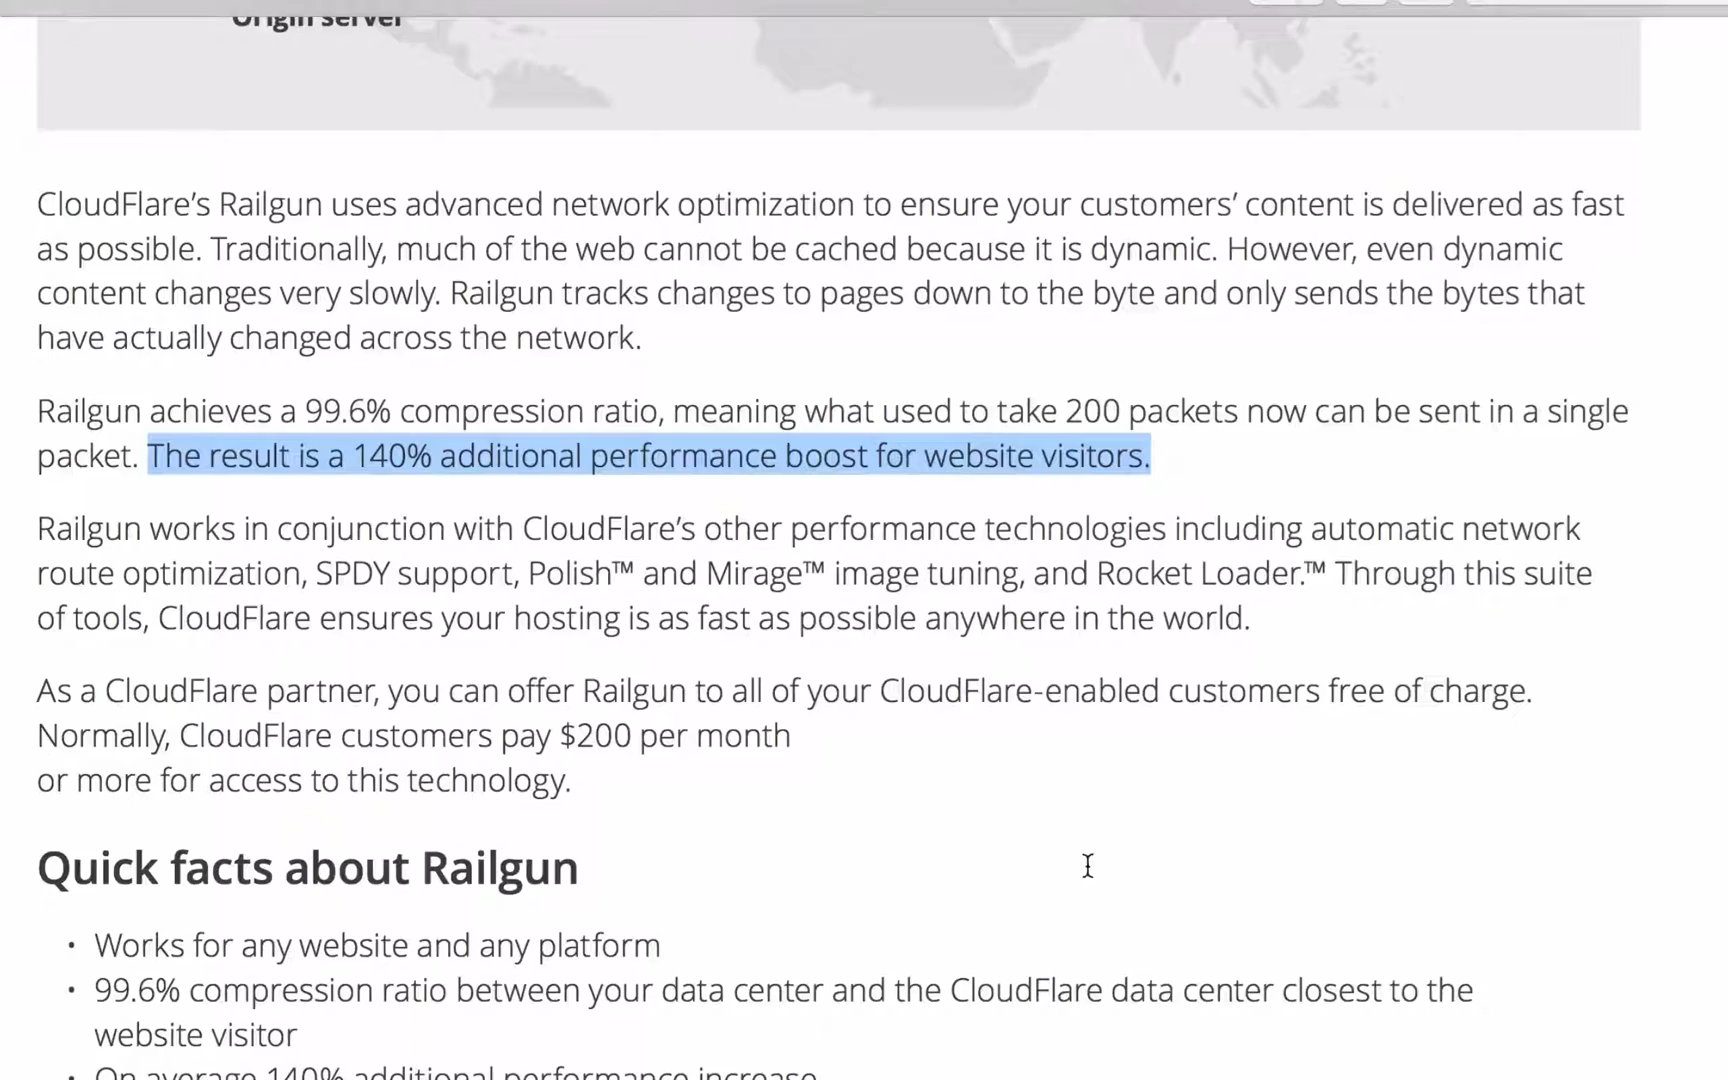 Origin server
CloudFlare’s Railgun uses advanced network optimization to ensure your customers’ content is delivered as fast
as possible. Traditionally, much of the web cannot be cached because it is dynamic. However, even dynamic
content changes very slowly. Railgun tracks changes to pages down to the byte and only sends the bytes that
have actually changed across the network.
Railgun achieves a 99.6% compression ratio, meaning what used to take 200 packets now can be sent in a single
packet. The result is a 140% additional performance boost for website visitors.
Railgun works in conjunction with CloudFlare’s other performance technologies including automatic network
route optimization, SPDY support, Polish™ and Mirage™ image tuning, and Rocket Loader.™ Through this suite
of tools, CloudFlare ensures your hosting is as fast as possible anywhere in the world.
As a CloudFlare partner, you can offer Railgun to all of your CloudFlare-enabled customers free of charge.
Normally, CloudFlare customers pay $200 per month
or more for access to this technology.
Quick facts about Railgun
• Works for any website and any platform
• 99.6% compression ratio between your data center and the CloudFlare data center closest to the
website visitor
• On average 140% additional performance increase